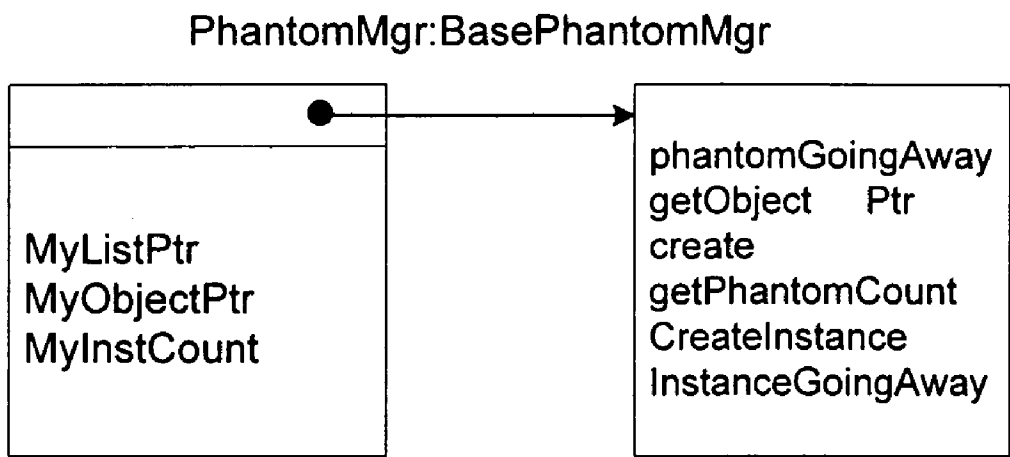 PhantomMgr:BasePhantomMgr
MyListPtr
MyObjectPtr
MyInstCount
phantomGoingAway
getObject Ptr
create
getPhantomCount
CreateInstance
InstanceGoingAway